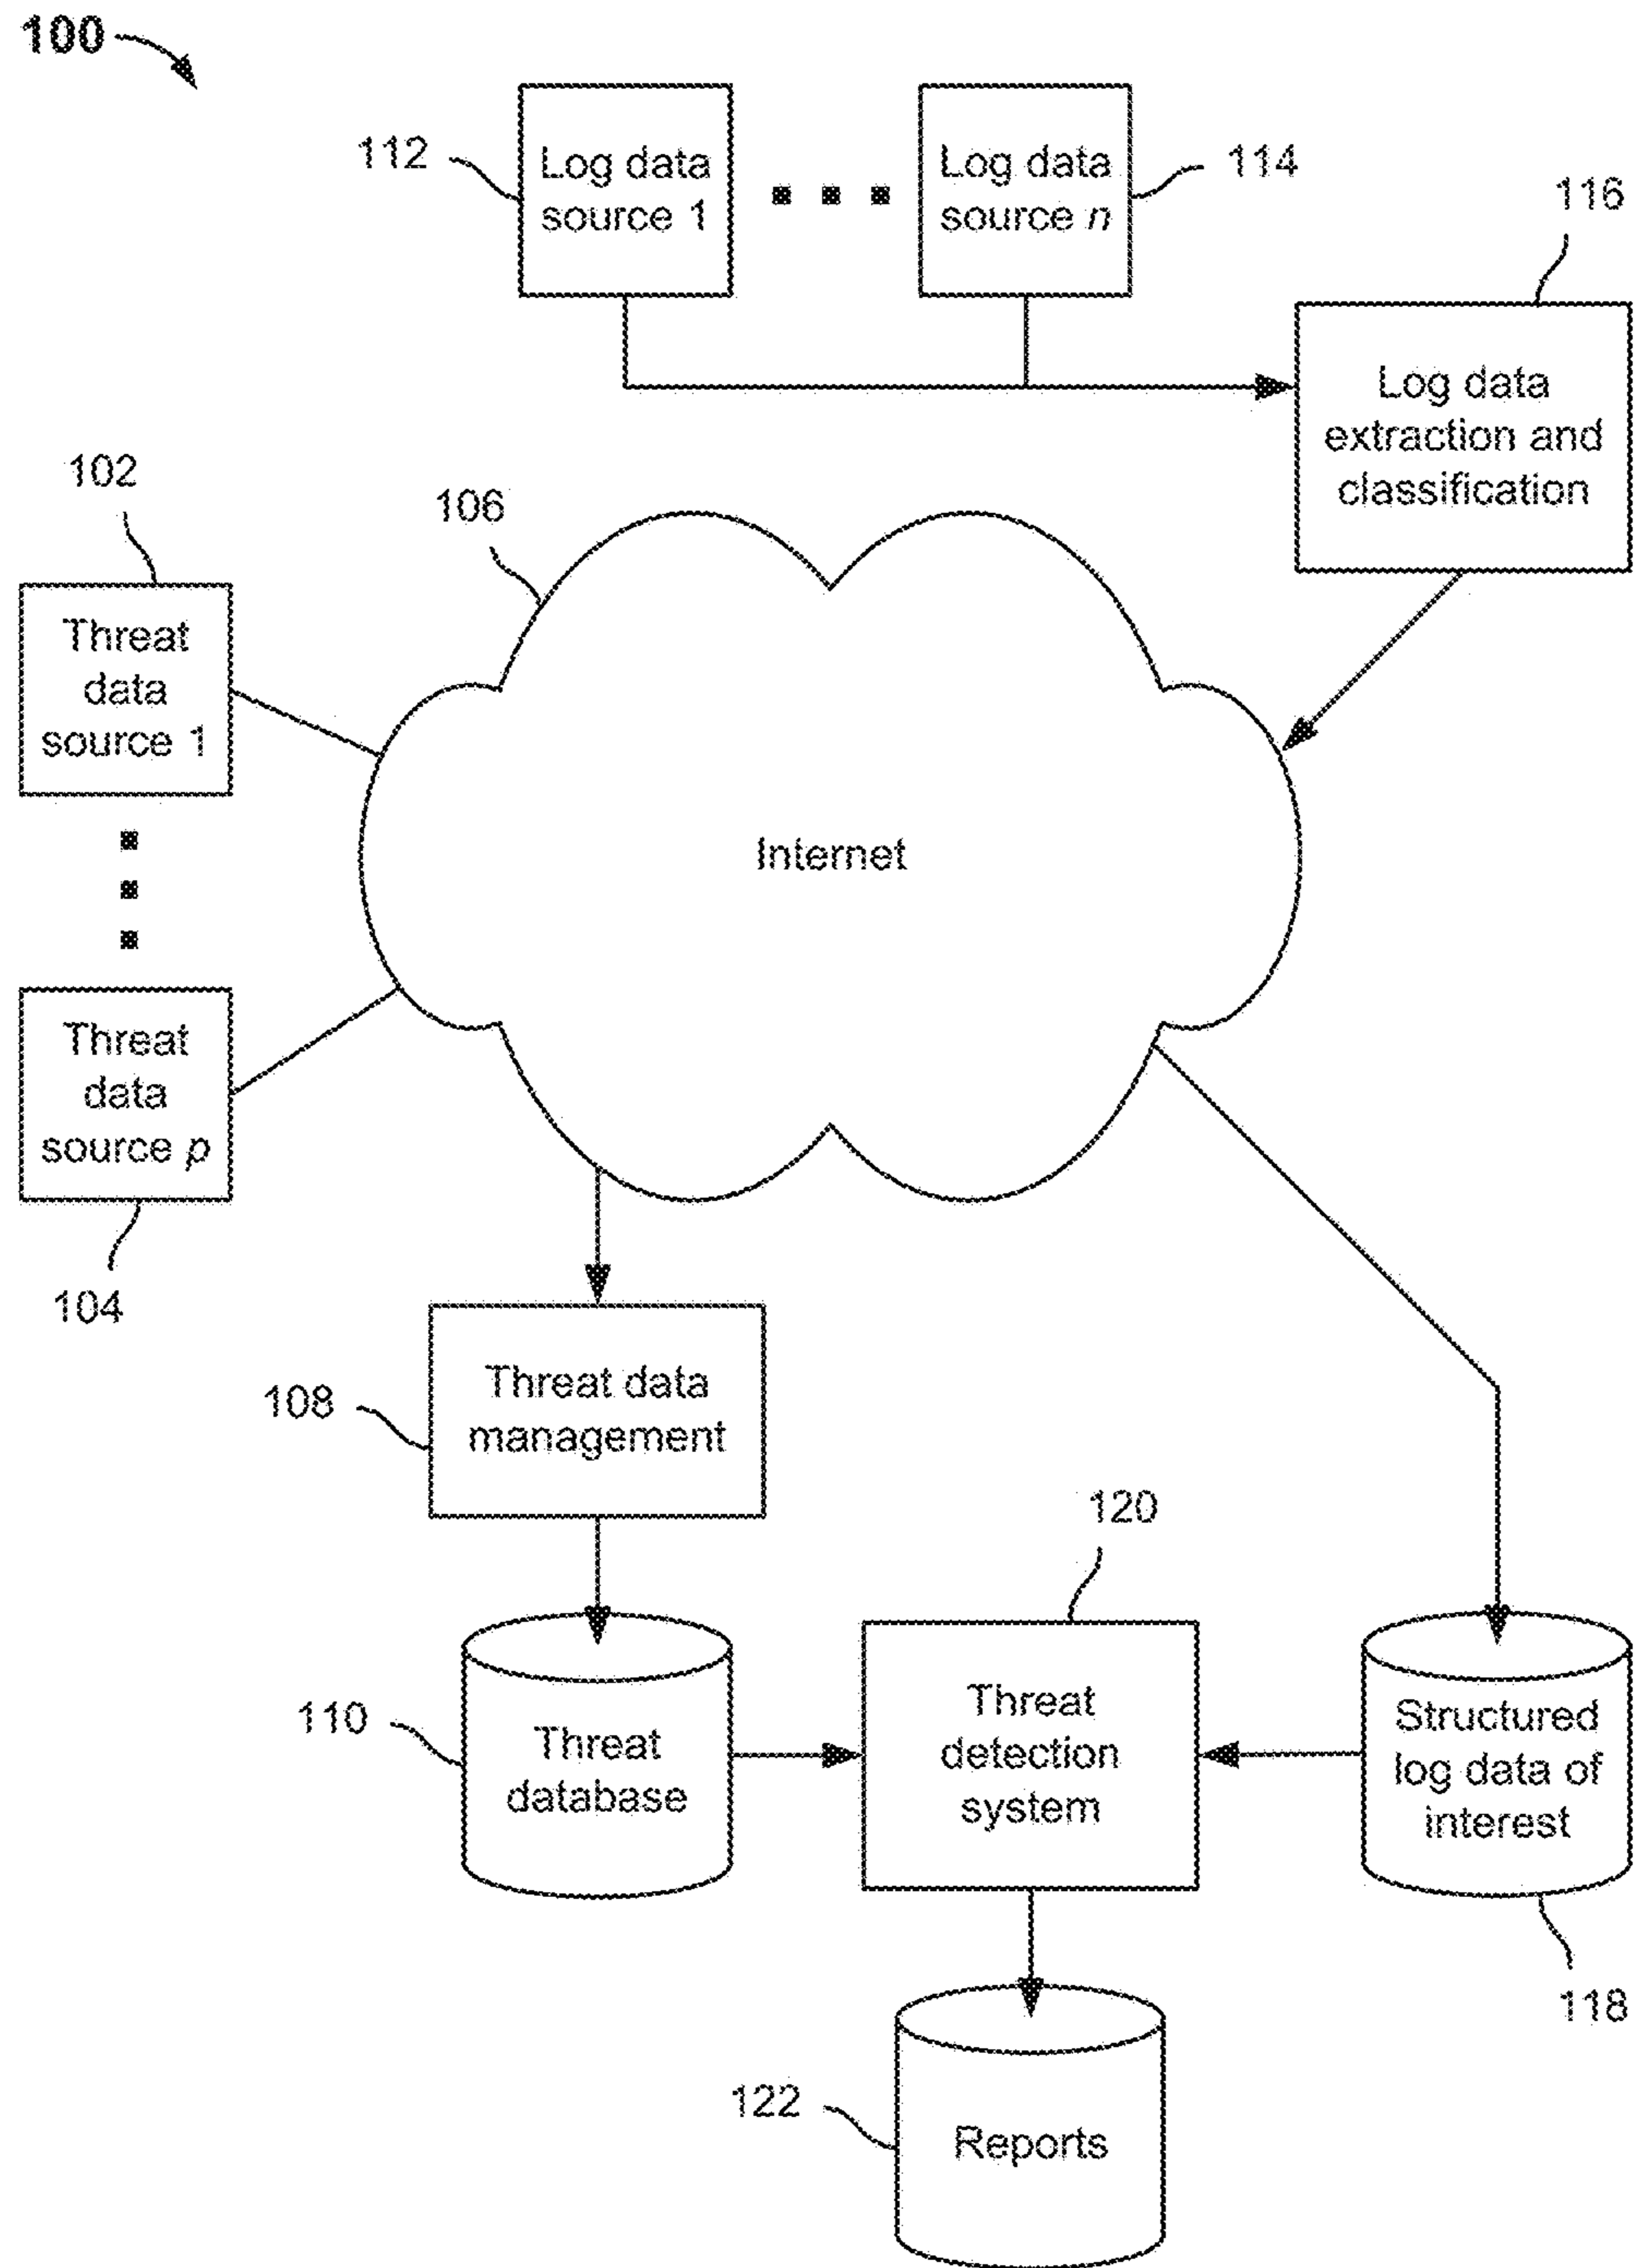 100
112
Log data
source 1
Log data
source n
114
116
Log data
extraction and
classification
102
106
Threat
data
source 1
Internet
Threat
data
source p
104
108
Threat data
management
120
110
Threat
database
Threat
detection
system
Structured
log data of
interest
118
122
Reports